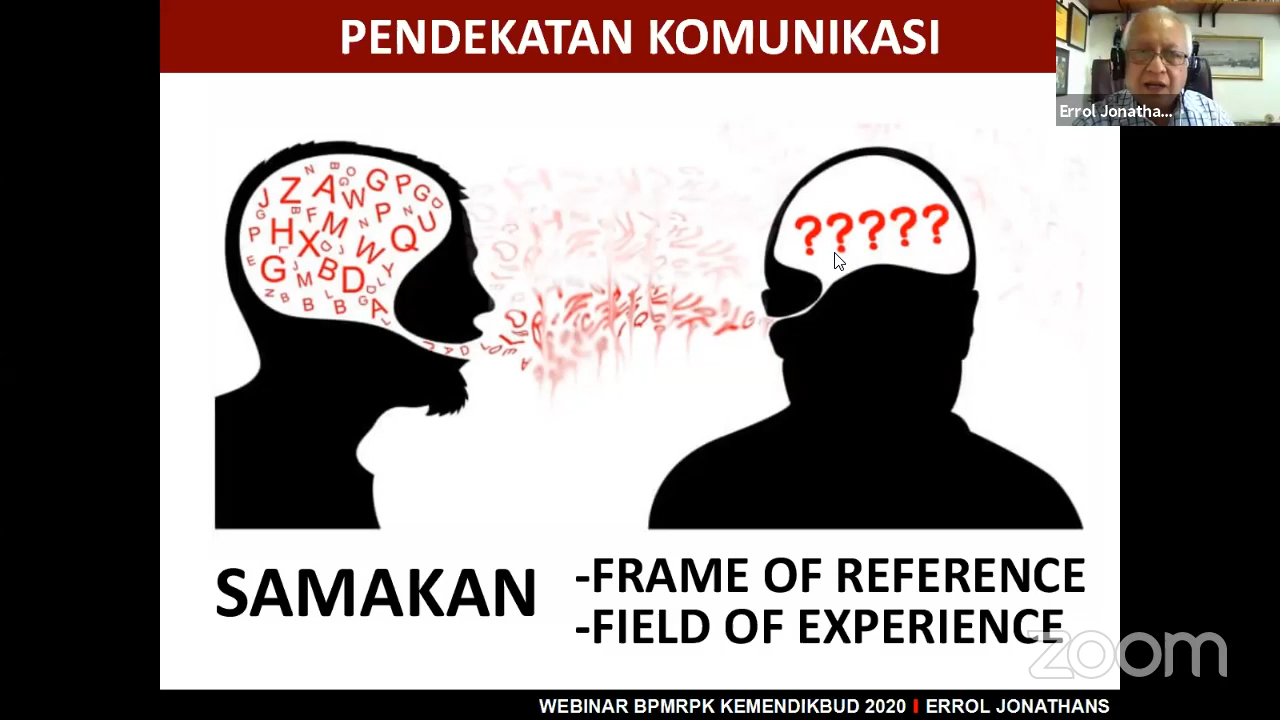 PENDEKATAN KOMUNIKASI
Errol Jonatha...
?????
SAMAKAN
-FRAME OF REFERENCE
-FIELD OF EXPERIENCE
zoom
WEBINAR BPMRPK KEMENDIKBUD 2020 I ERROL JONATHANS